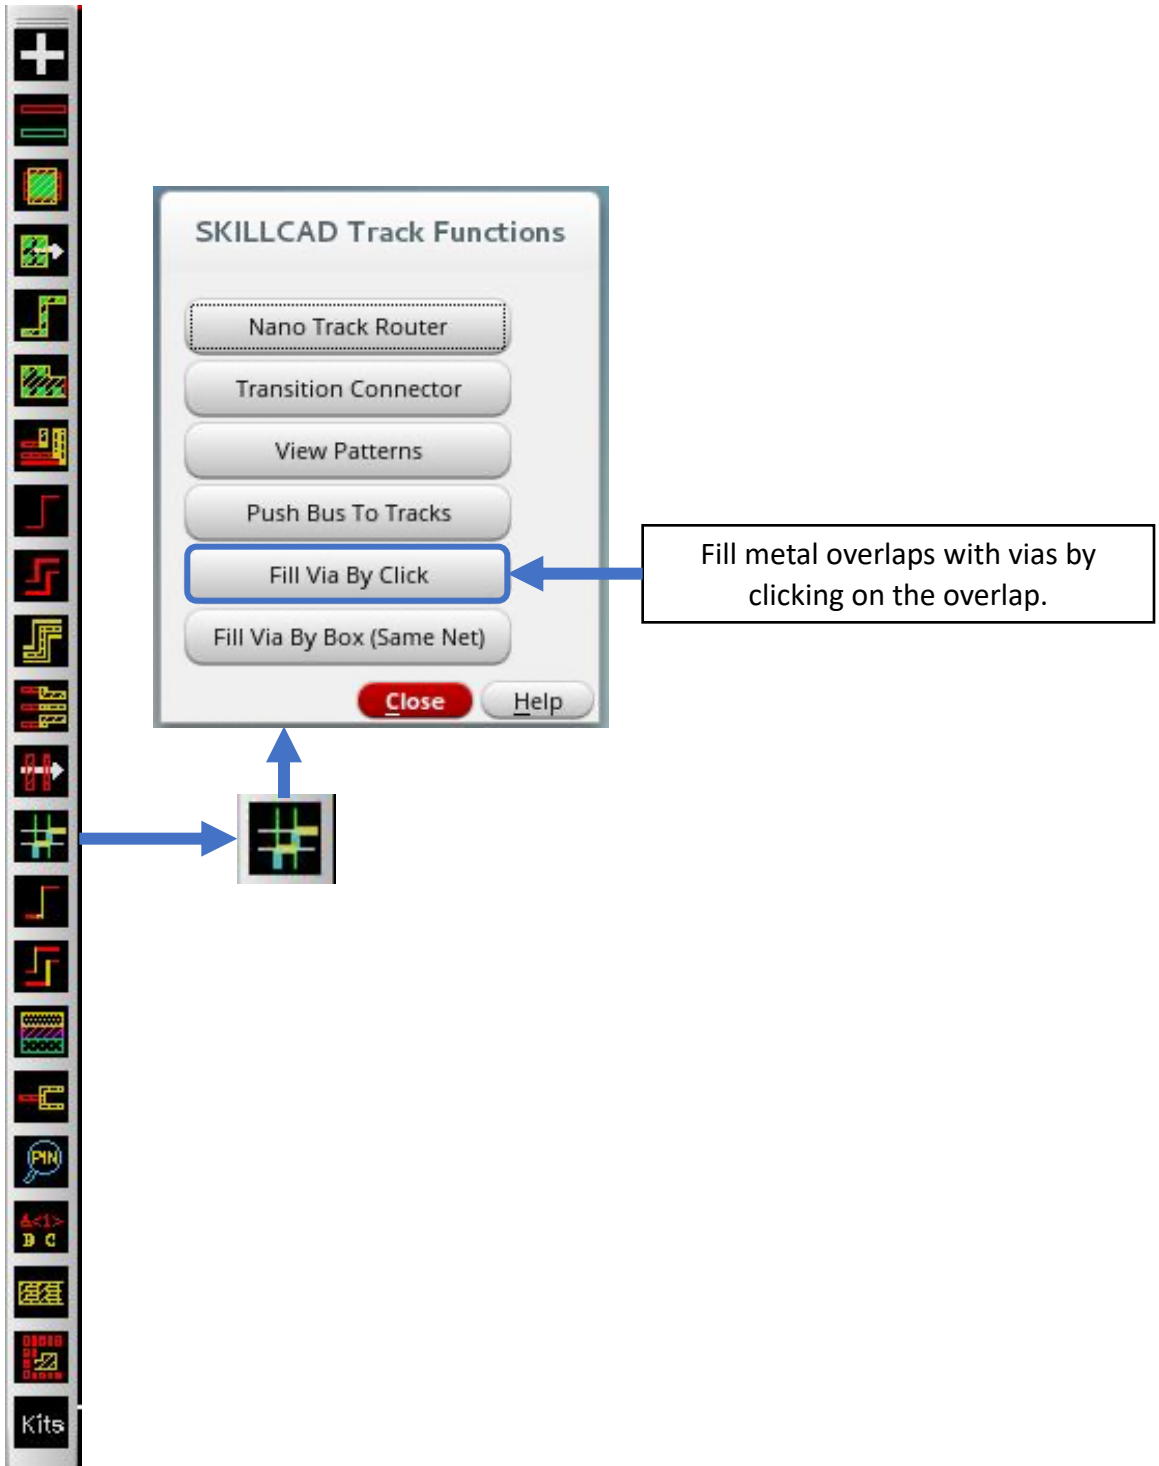 SKILLCAD Track Functions
Nano Track Router
Transition Connector
View Patterns
Push Bus To Tracks
Fill Via By Click
Fill Via By Box (Same Net)
Close
Help
Fill metal overlaps with vias by
clicking on the overlap.
PIN
A<1>
B C
Kits